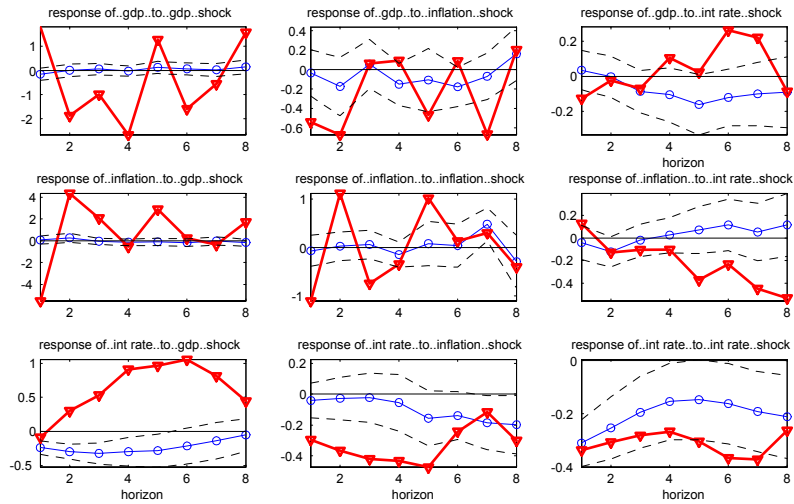 response of..gdp..to..gdp..shock
response of..gdp..to..inflation..shock
response of..gdp..to..int rate..shock
1
0
-1
-2
2 4 6 8
0.4
0.2
0
-0.2
-0.4
-0.6
2 4 6 8
0.2
0
-0.2
2 4 6 8
horizon
response of..inflation..to..gdp..shock
response of..inflation..to..inflation..shock
response of..inflation..to..int rate..shock
4
2
0
-2
-4
2 4 6 8
1
0
-1
2 4 6 8
0.2
0
-0.2
-0.4
2 4 6 8
response of..int rate..to..gdp..shock
response of..int rate..to..inflation..shock
response of..int rate..to..int rate..shock
1
0.5
0
-0.5
2 4 6 8
horizon
0.2
0
-0.2
-0.4
2 4 6 8
horizon
0
-0.2
-0.4
2 4 6 8
horizon